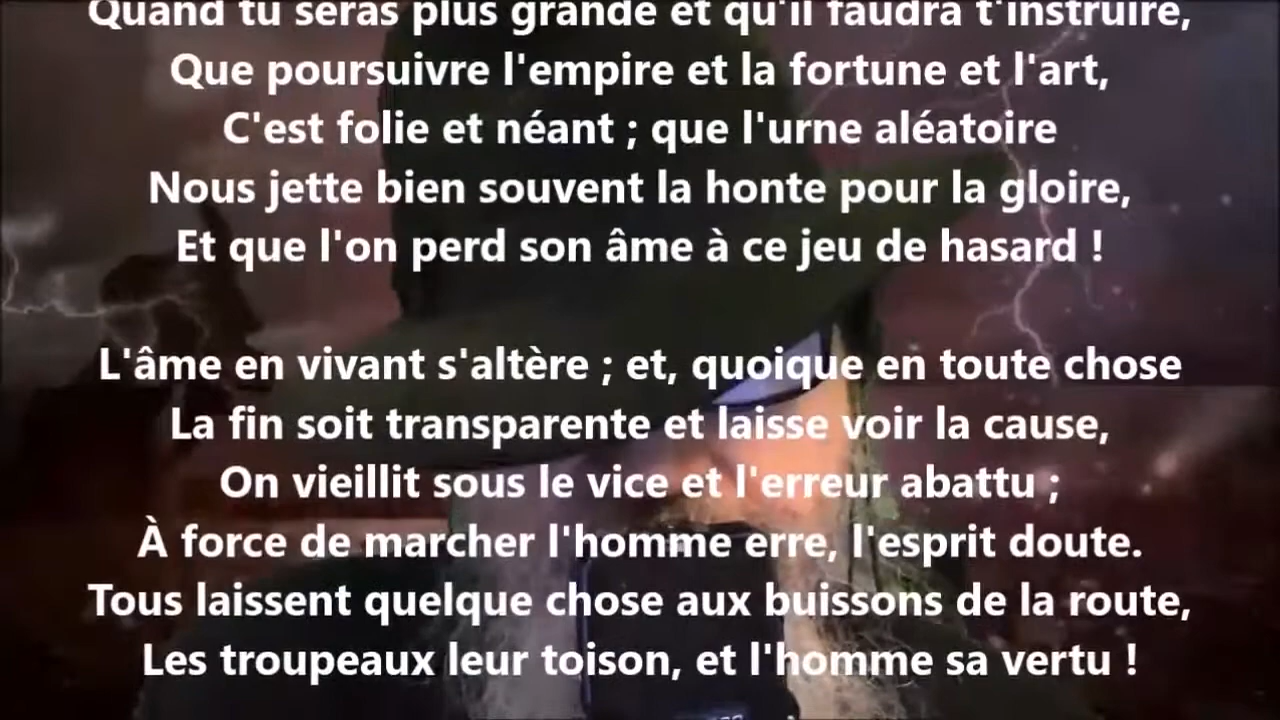 Quand tu seras plus grande et qu'il faudra t'instruire,
Que poursuivre l'empire et la fortune et l'art,
C'est folie et néant ; que l'urne aléatoire
Nous jette bien souvent la honte pour la gloire,
Et que l'on perd son âme à ce jeu de hasard !
L'âme en vivant s'altère ; et, quoique en toute chose
La fin soit transparente et laisse voir la cause,
On vieillit sous le vice et l'erreur abattu ;
À force de marcher l'homme erre, l'esprit doute.
Tous laissent quelque chose aux buissons de la route,
Les troupeaux leur toison, et l'homme sa vertu !